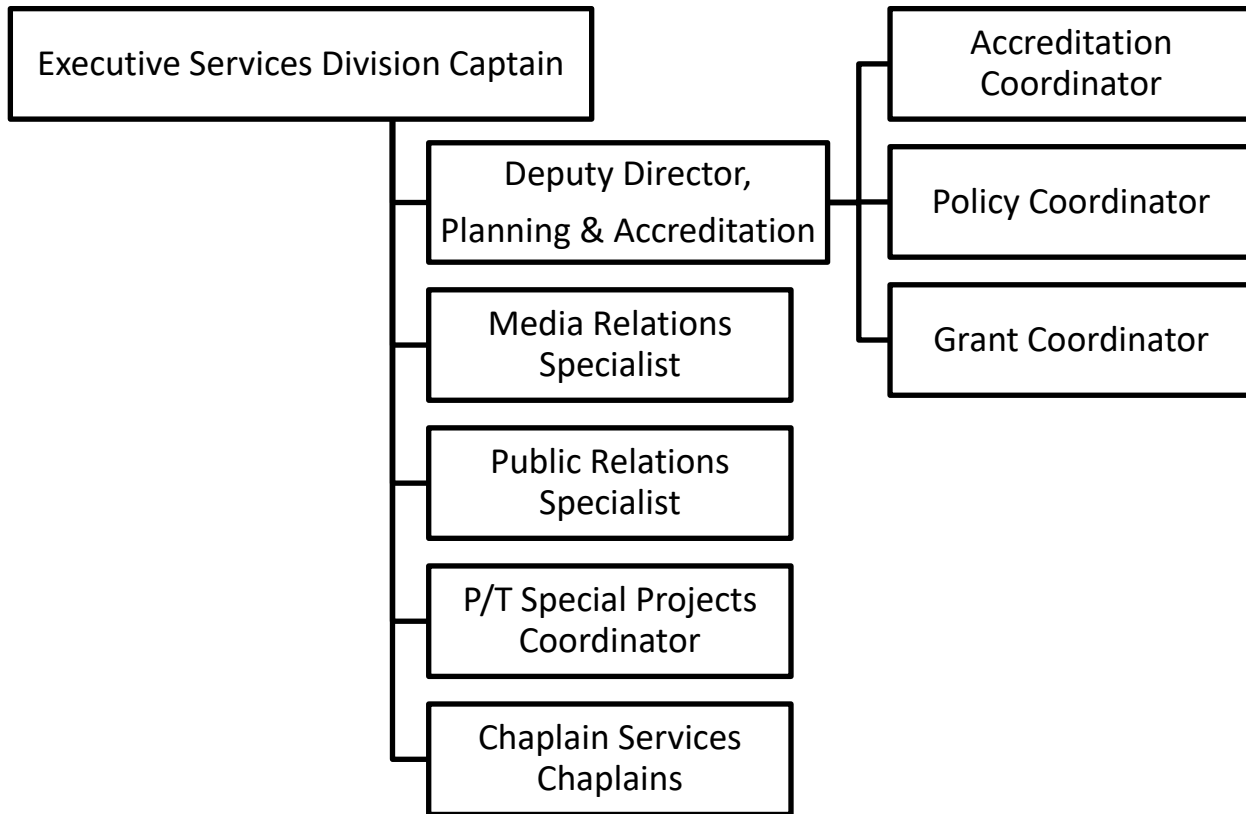 Executive Services Division Captain
Deputy Director,
Planning & Accreditation
Media Relations
Specialist
Public Relations
Specialist
P/T Special Projects
Coordinator
Chaplain Services
Chaplains
Accreditation
Coordinator
Policy Coordinator
Grant Coordinator